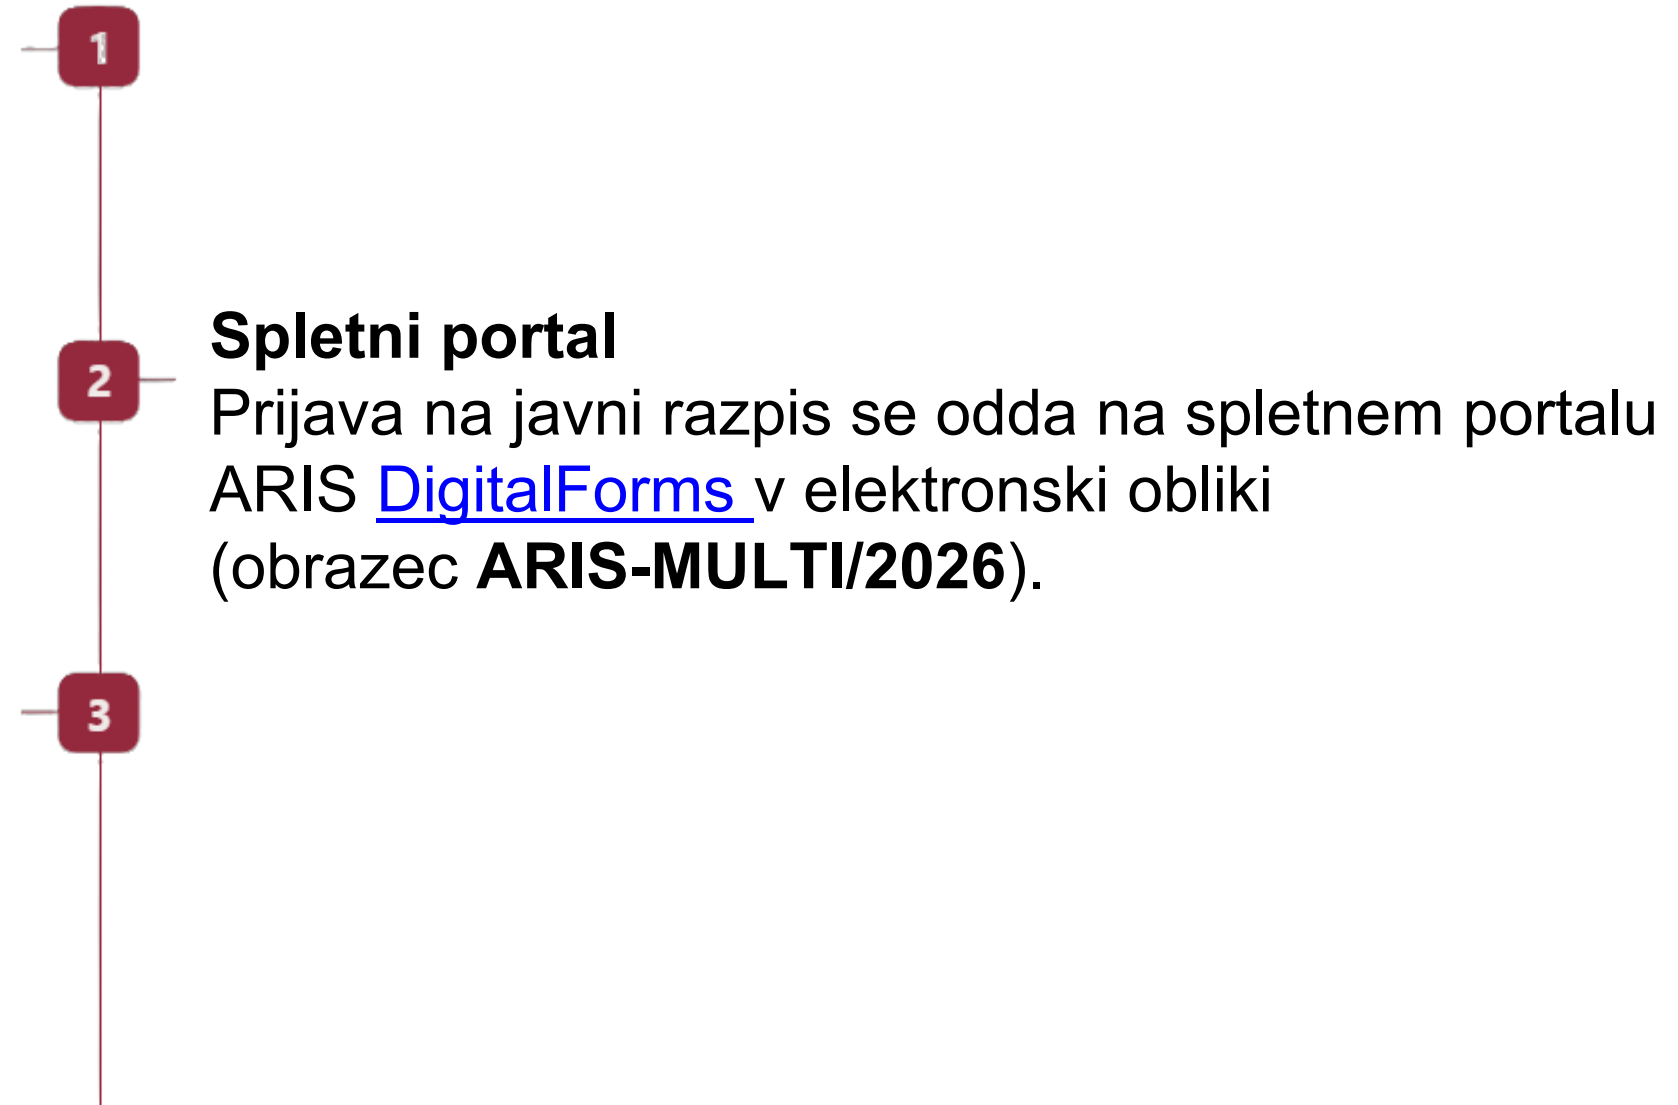 1
Spletni portal
2
Prijava na javni razpis se odda na spletnem portalu
ARIS DigitalForms v elektronski obliki
(obrazec ARIS-MULTI/2026).
3